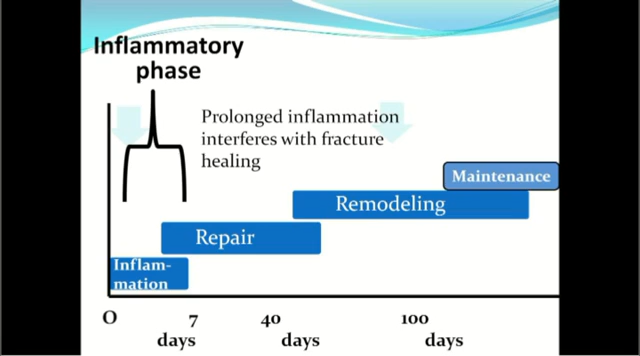 Inflammatory
phase
Prolonged inflammation
interferes with fracture
healing
Maintenance
Remodeling
Repair
Inflam-
mation
0 7 40 100
days days days